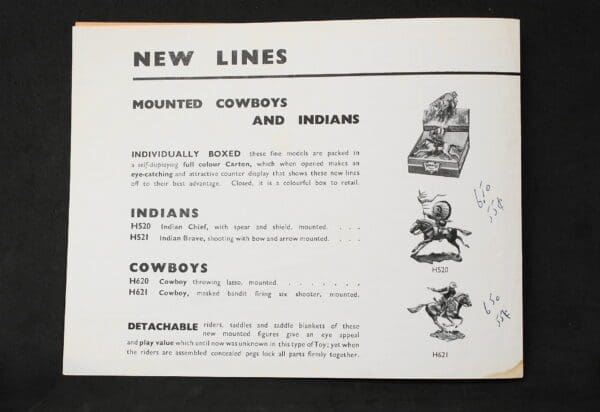 NEW LINES
MOUNTED COWBOYS
AND INDIANS
INDIVIDUALLY BOXED these fine models are packed in
a self-displaying full colour Carton, which when opened makes an
eye-catching and attractive counter display that shows these new lines
off to their best advantage. Closed, it is a colourful box to retail.
INDIANS
H520 Indian Chief, with spear and shield, mounted. . . .
H521 Indian Brave, shooting with bow and arrow mounted. . . .
COWBOYS
H620 Cowboy throwing lasso, mounted. . . . . . . .
H621 Cowboy, masked bandit firing six shooter, mounted.
DETACHABLE riders, saddles and saddle blankets of these
new mounted figures give an eye appeal
and play value which until now was unknown in this type of Toy; yet when
the riders are assembled concealed pegs lock all parts firmly together.
650
55¢
H520
650
55¢
H621